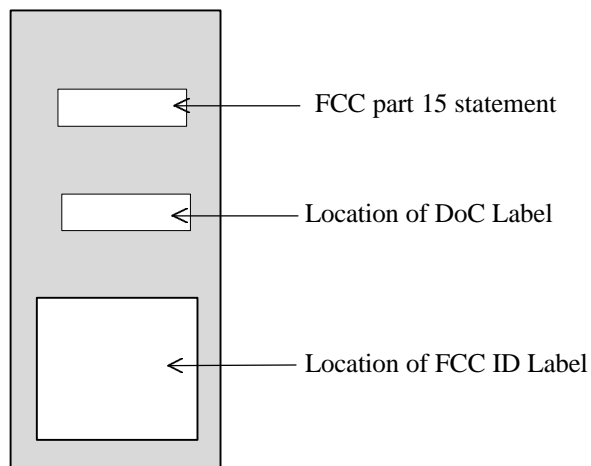 FCC part 15 statement
Location of DoC Label
Location of FCC ID Label